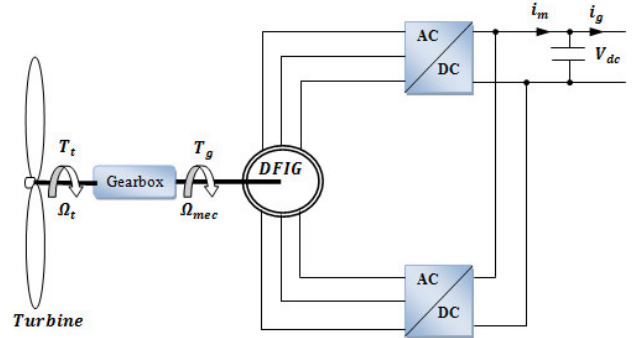 i_m
i_g
AC
DC
V_dc
T_t
T_g
DFIG
Gearbox
Ω_t
Ω_mec
AC
DC
Turbine